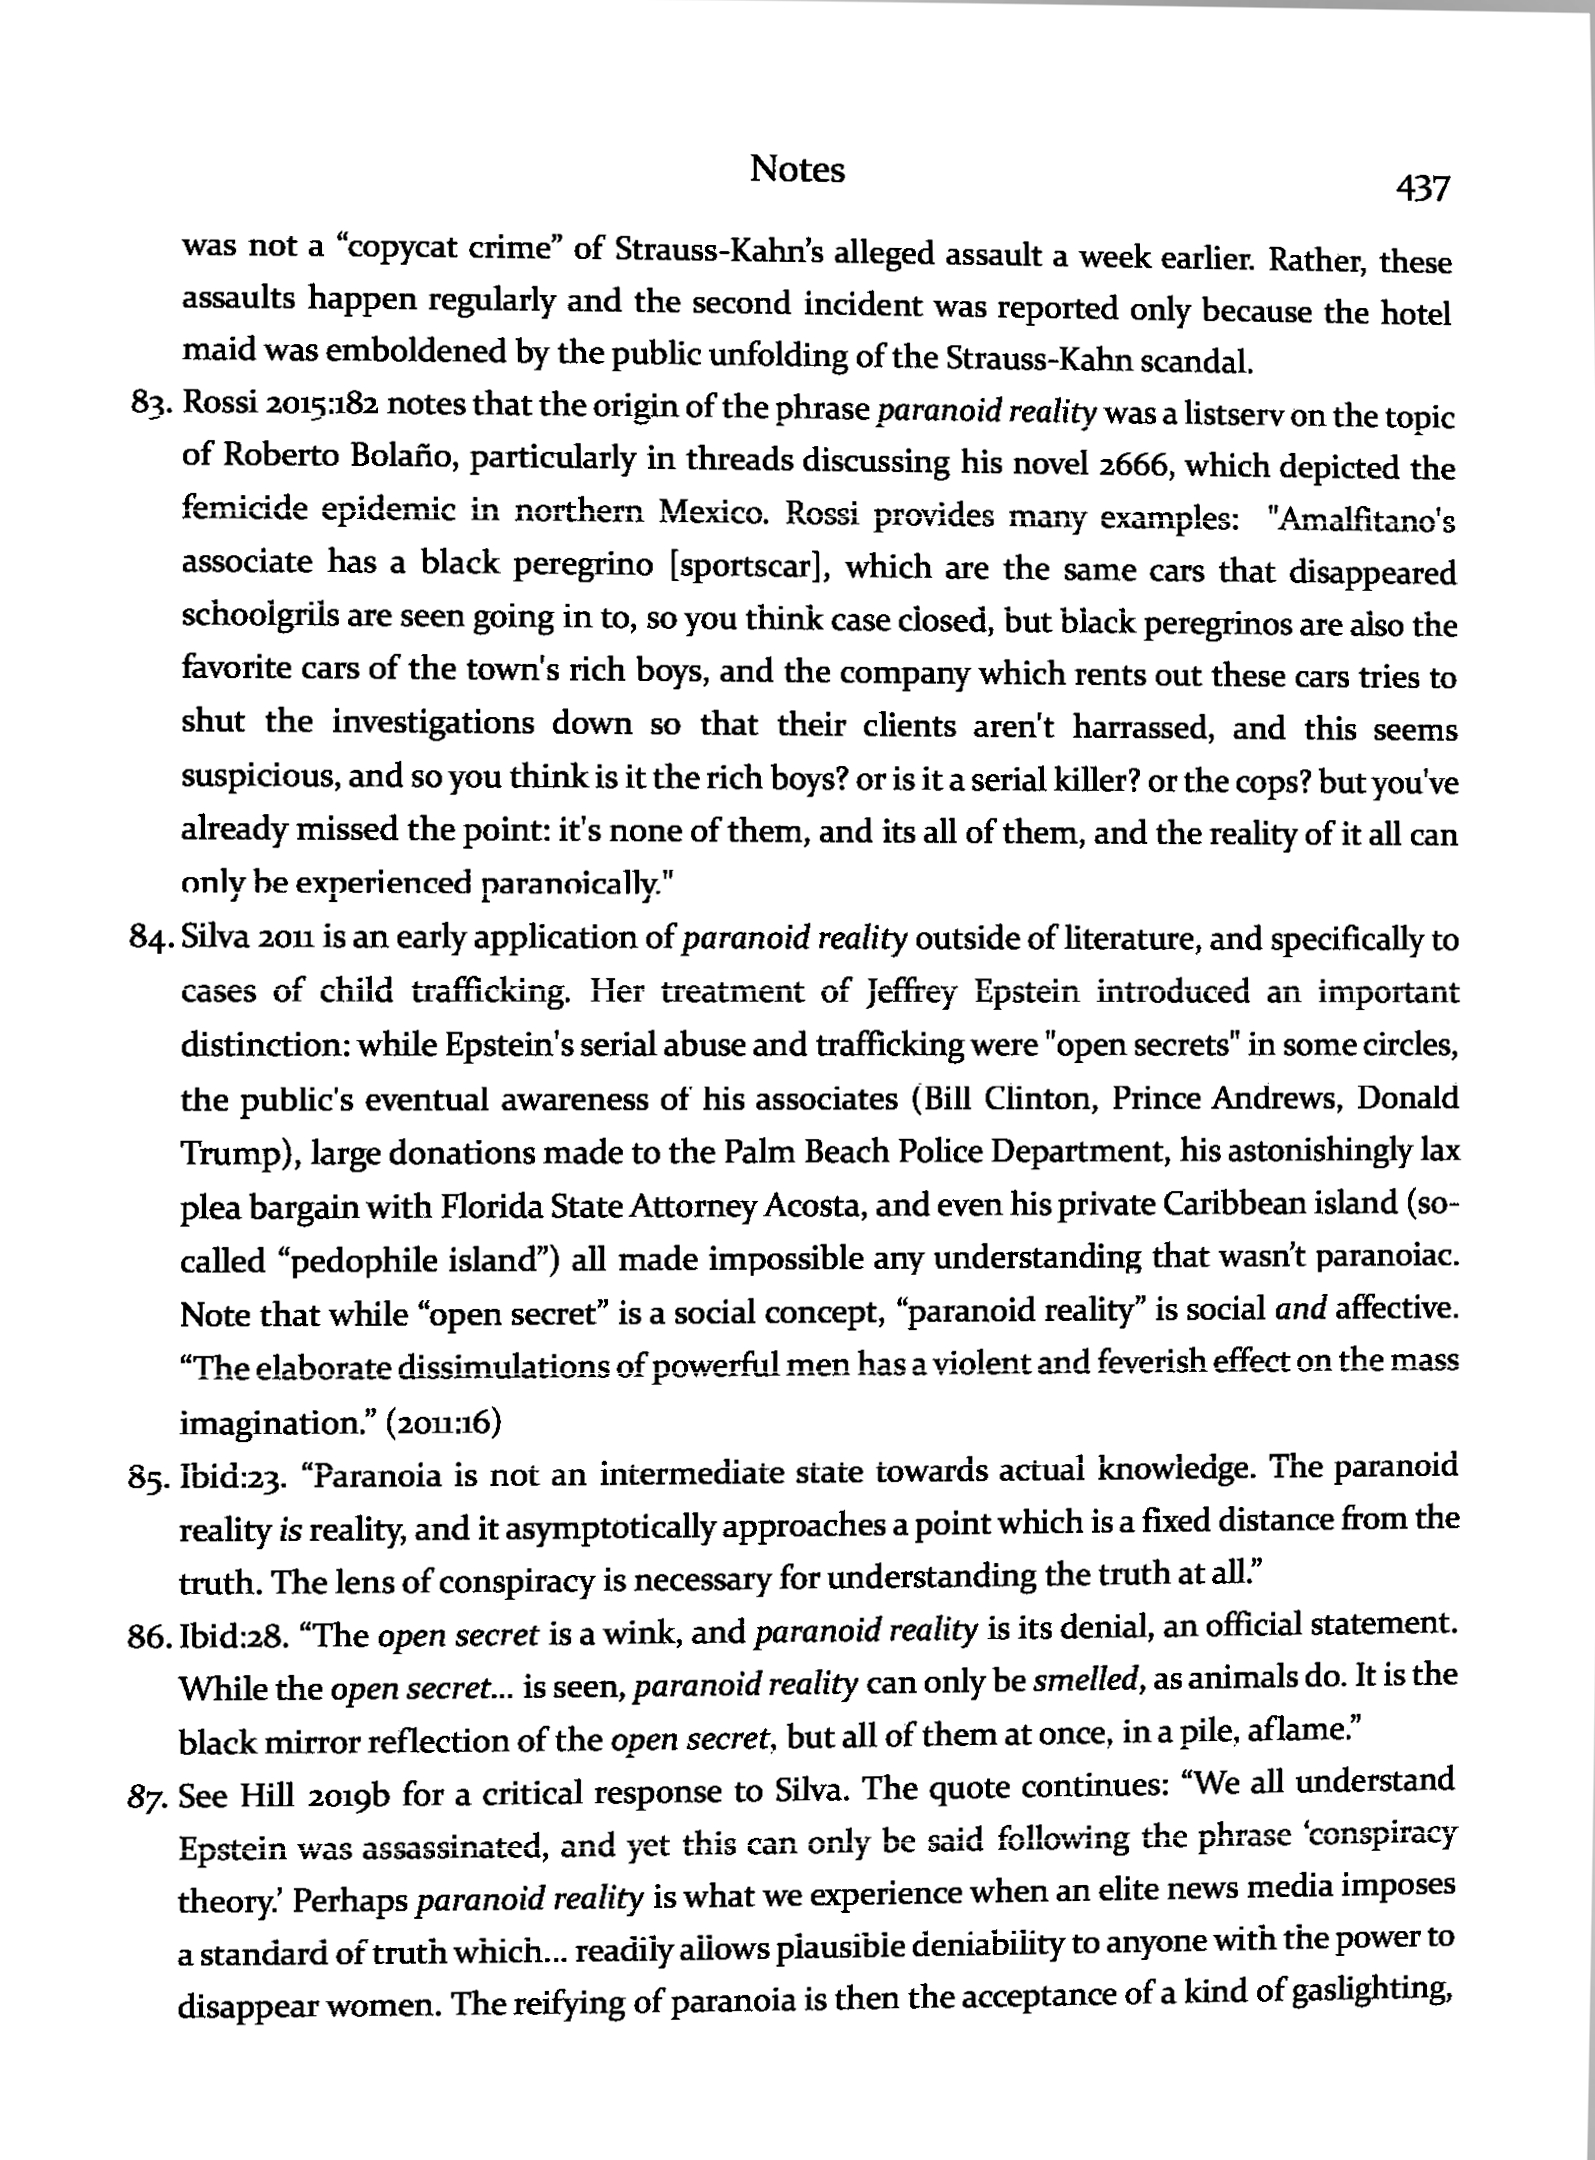 Notes
437
was not a “copycat crime” of Strauss-Kahn’s alleged assault a week earlier. Rather, these
assaults happen regularly and the second incident was reported only because the hotel
maid was emboldened by the public unfolding of the Strauss-Kahn scandal.
83. Rossi 2015:182 notes that the origin of the phrase paranoid reality was a listserv on the topic
of Roberto Bolaño, particularly in threads discussing his novel 2666, which depicted the
femicide epidemic in northern Mexico. Rossi provides many examples: "Amalfitano's
associate has a black peregrino [sportscar], which are the same cars that disappeared
schoolgrils are seen going in to, so you think case closed, but black peregrinos are also the
favorite cars of the town's rich boys, and the company which rents out these cars tries to
shut the investigations down so that their clients aren't harrassed, and this seems
suspicious, and so you think is it the rich boys? or is it a serial killer? or the cops? but you've
already missed the point: it's none of them, and its all of them, and the reality of it all can
only be experienced paranoically."
84. Silva 2011 is an early application of paranoid reality outside of literature, and specifically to
cases of child trafficking. Her treatment of Jeffrey Epstein introduced an important
distinction: while Epstein's serial abuse and trafficking were "open secrets" in some circles,
the public's eventual awareness of his associates (Bill Clinton, Prince Andrews, Donald
Trump), large donations made to the Palm Beach Police Department, his astonishingly lax
plea bargain with Florida State Attorney Acosta, and even his private Caribbean island (so-
called “pedophile island”) all made impossible any understanding that wasn’t paranoiac.
Note that while “open secret” is a social concept, “paranoid reality” is social and affective.
“The elaborate dissimulations of powerful men has a violent and feverish effect on the mass
imagination.” (2011:16)
85. Ibid:23. “Paranoia is not an intermediate state towards actual knowledge. The paranoid
reality is reality, and it asymptotically approaches a point which is a fixed distance from the
truth. The lens of conspiracy is necessary for understanding the truth at all.”
86. Ibid:28. “The open secret is a wink, and paranoid reality is its denial, an official statement.
While the open secret... is seen, paranoid reality can only be smelled, as animals do. It is the
black mirror reflection of the open secret, but all of them at once, in a pile, aflame.”
87. See Hill 2019b for a critical response to Silva. The quote continues: “We all understand
Epstein was assassinated, and yet this can only be said following the phrase ‘conspiracy
theory.’ Perhaps paranoid reality is what we experience when an elite news media imposes
a standard of truth which... readily allows plausible deniability to anyone with the power to
disappear women. The reifying of paranoia is then the acceptance of a kind of gaslighting,